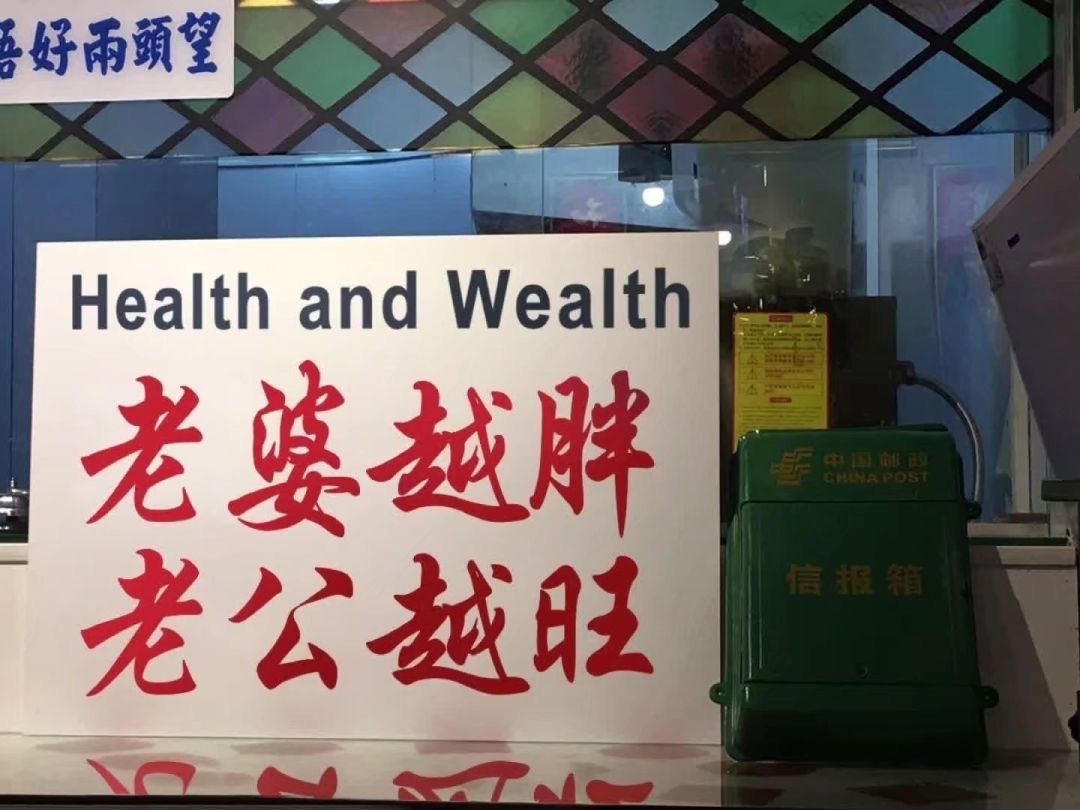 唔好兩頭望
Health and Wealth
老婆越胖
老公越旺
中国邮政
CHINA POST
信报箱